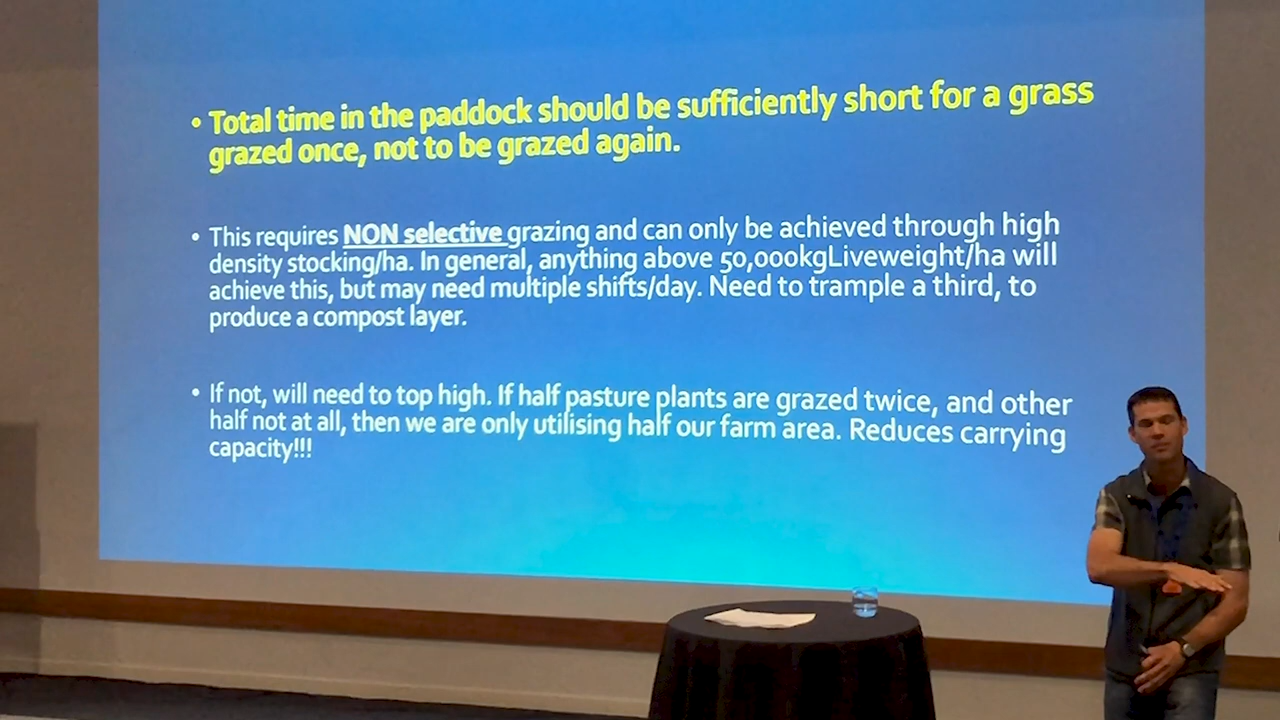 • Total time in the paddock should be sufficiently short for a grass
grazed once, not to be grazed again.
• This requires NON selective grazing and can only be achieved through high
density stocking/ha. In general, anything above 50,000kgLiveweight/ha will
achieve this, but may need multiple shifts/day. Need to trample a third, to
produce a compost layer.
• If not, will need to top high. If half pasture plants are grazed twice, and other
half not at all, then we are only utilising half our farm area. Reduces carrying
capacity!!!